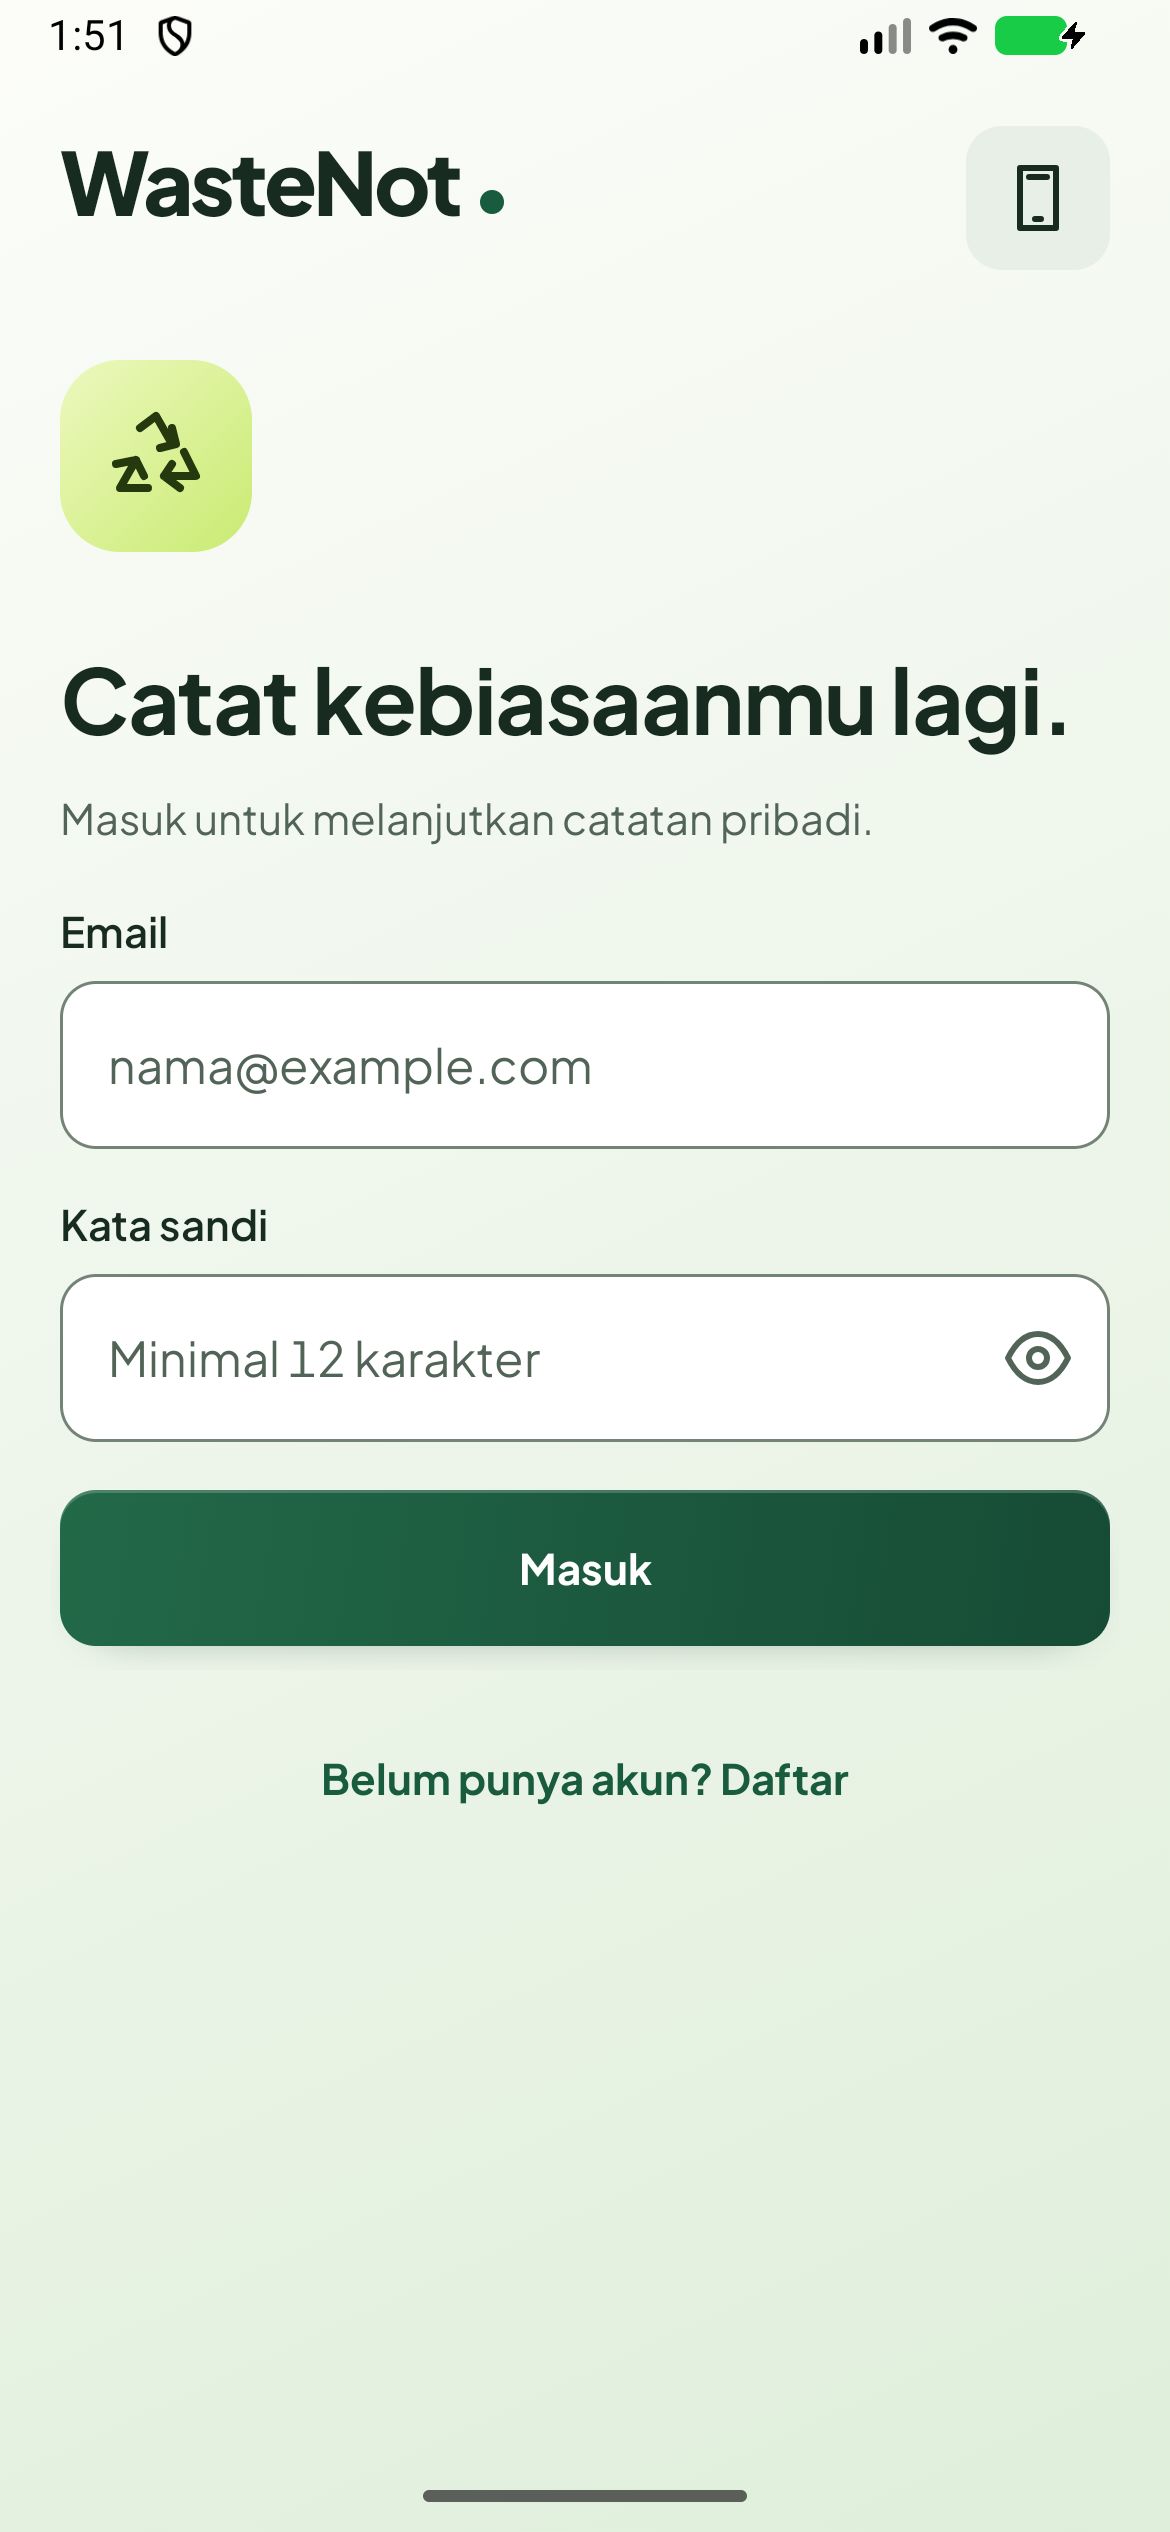 1:51
WasteNot
Catat kebiasaanmu lagi.
Masuk untuk melanjutkan catatan pribadi.
Email
nama@example.com
Kata sandi
Minimal 12 karakter
Masuk
Belum punya akun? Daftar